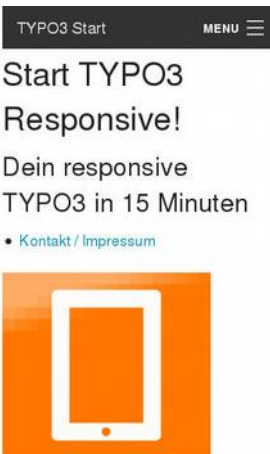 TYPO3 Start MENU
Start TYPO3
Responsive!
Dein responsive
TYPO3 in 15 Minuten
Kontakt / Impressum